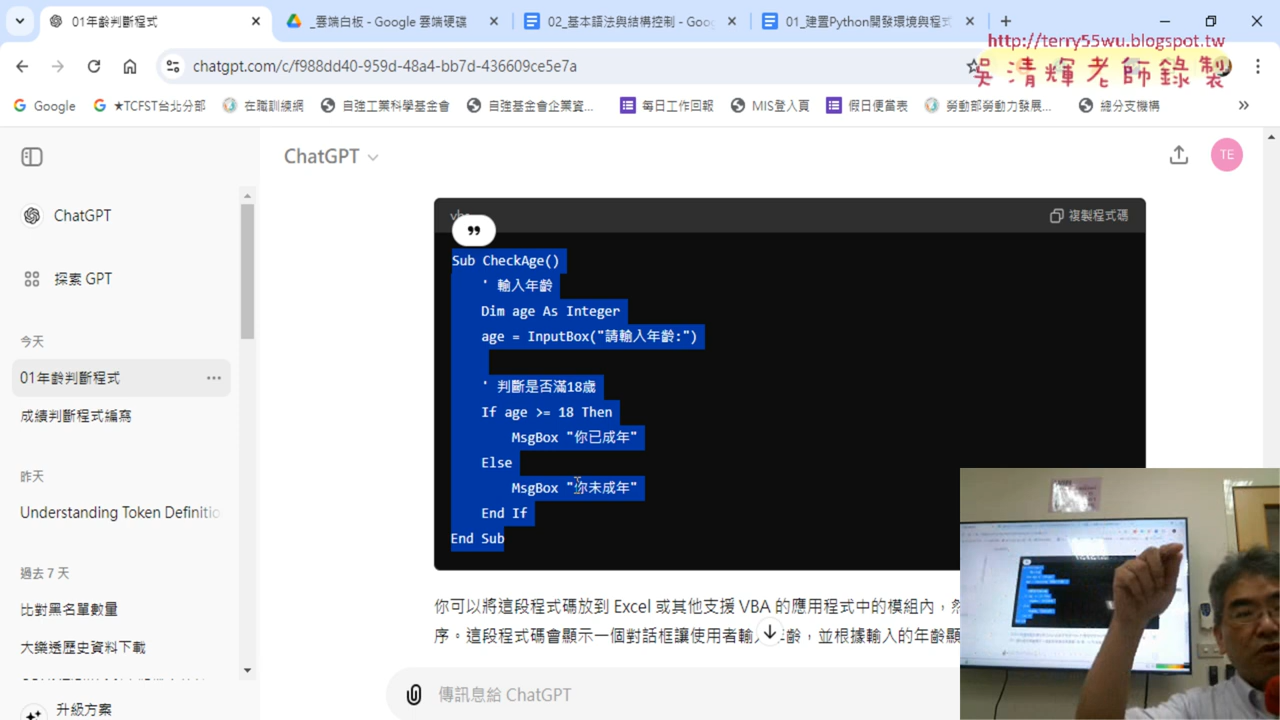 01年齡判斷程式
_雲端白板 - Google 雲端硬碟
02_基本語法與結構控制 - Goog
01_建置Python開發環境與程式
http://terry55wu.blogspot.tw
吳清輝老師錄製
chatgpt.com/c/f988dd40-959d-48a4-bb7d-436609ce5e7a
Google
★TCFST台北分部
在職訓練網
自強工業科學基金會
自強基金會企業資...
每日工作回報
MIS登入頁
假日便當表
勞動部勞動力發展...
總分支機構
ChatGPT
TE
ChatGPT
探索 GPT
今天
01年齡判斷程式
成績判斷程式編寫
昨天
Understanding Token Definitio
過去 7 天
比對黑名單數量
大樂透歷史資料下載
升級方案
複製程式碼
Sub CheckAge()
' 輸入年齡
Dim age As Integer
age = InputBox("請輸入年齡:")
' 判斷是否滿18歲
If age >= 18 Then
MsgBox "你已成年"
Else
MsgBox "你未成年"
End If
End Sub
你可以將這段程式碼放到 Excel 或其他支援 VBA 的應用程式中的模組內，
序。這段程式碼會顯示一個對話框讓使用者輸 年齡，並根據輸入的年齡顯
傳訊息給 ChatGPT